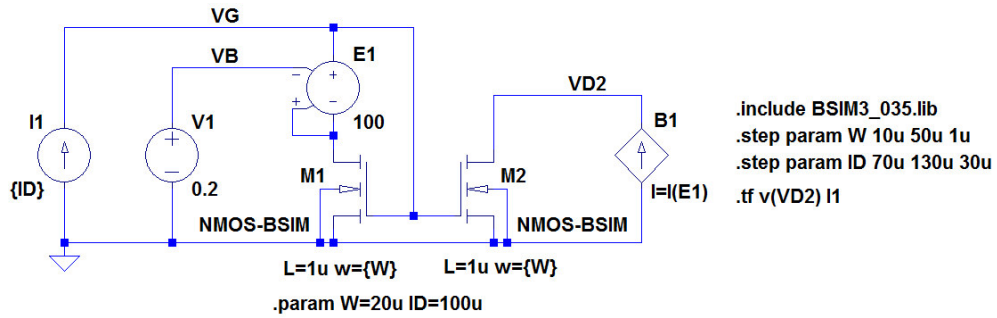 VG
E1
VB
VD2
I1
V1
100
B1
.include BSIM3_035.lib
.step param W 10u 50u 1u
.step param ID 70u 130u 30u
.tf v(VD2) I1
{ID}
0.2
M1
M2
I=I(E1)
NMOS-BSIM
NMOS-BSIM
L=1u w={W}
L=1u w={W}
.param W=20u ID=100u